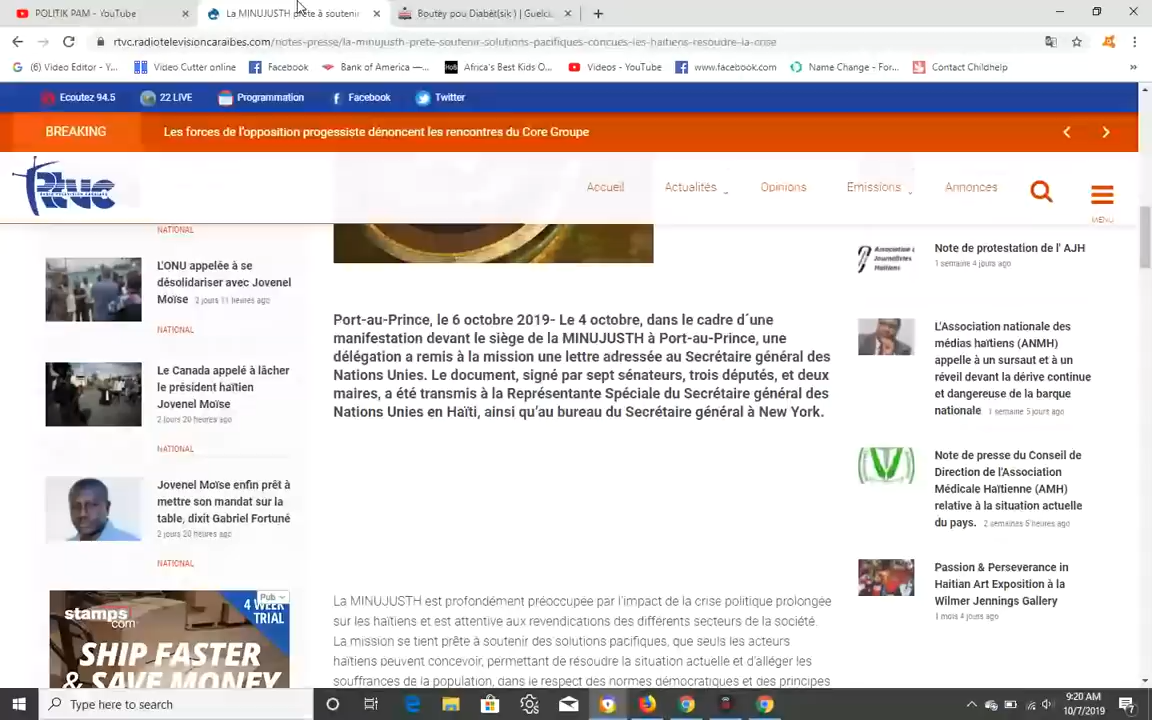 POLITIK PAM - YouTube
La MINUJUSTH prête à soutenir
Boutèy pou Diabèt(sik) | Guelci
rtvc.radiotelevisioncaraibes.com/notes-presse/la-minujusth-prete-soutenir-solutions-pacifiques-concues-les-haitiens-resoudre-la-crise
(6) Video Editor - Y...
Video Cutter online
Facebook
Bank of America —...
Africa's Best Kids O...
Videos - YouTube
www.facebook.com
Name Change - For...
Contact Childhelp
»
Ecoutez 94.5
22 LIVE
Programmation
Facebook
Twitter
BREAKING
Les forces de l'opposition progessiste dénoncent les rencontres du Core Groupe
Accueil
Actualités
Opinions
Emissions
Annonces
MENU
NATIONAL
L'ONU appelée à se
désolidariser avec Jovenel
Moïse 2 jours 11 heures ago
NATIONAL
Le Canada appelé à lâcher
le président haïtien
Jovenel Moïse
2 jours 20 heures ago
NATIONAL
Jovenel Moïse enfin prêt à
mettre son mandat sur la
table, dixit Gabriel Fortuné
2 jours 20 heures ago
NATIONAL
Pub
stamps
.com
4 WEEK
TRIAL
SHIP FASTER
& SAVE MONEY
Port-au-Prince, le 6 octobre 2019- Le 4 octobre, dans le cadre d´une
manifestation devant le siège de la MINUJUSTH à Port-au-Prince, une
délégation a remis à la mission une lettre adressée au Secrétaire général des
Nations Unies. Le document, signé par sept sénateurs, trois députés, et deux
maires, a été transmis à la Représentante Spéciale du Secrétaire général des
Nations Unies en Haïti, ainsi qu'au bureau du Secrétaire général à New York.
La MINUJUSTH est profondément préoccupée par l'impact de la crise politique prolongée
sur les haïtiens et est attentive aux revendications des différents secteurs de la société.
La mission se tient prête à soutenir des solutions pacifiques, que seuls les acteurs
haïtiens peuvent concevoir, permettant de résoudre la situation actuelle et d'alléger les
souffrances de la population, dans le respect des normes démocratiques et des principes
Association d
Journalistes
Haïtiens
Note de protestation de l' AJH
1 semaine 4 jours ago
L'Association nationale des
médias haïtiens (ANMH)
appelle à un sursaut et à un
réveil devant la dérive continue
et dangereuse de la barque
nationale 1 semaine 5 jours ago
Note de presse du Conseil de
Direction de l'Association
Médicale Haïtienne (AMH)
relative à la situation actuelle
du pays. 2 semaines 6 heures ago
Passion & Perseverance in
Haitian Art Exposition à la
Wilmer Jennings Gallery
1 mois 4 jours ago
Type here to search
9:20 AM
10/7/2019